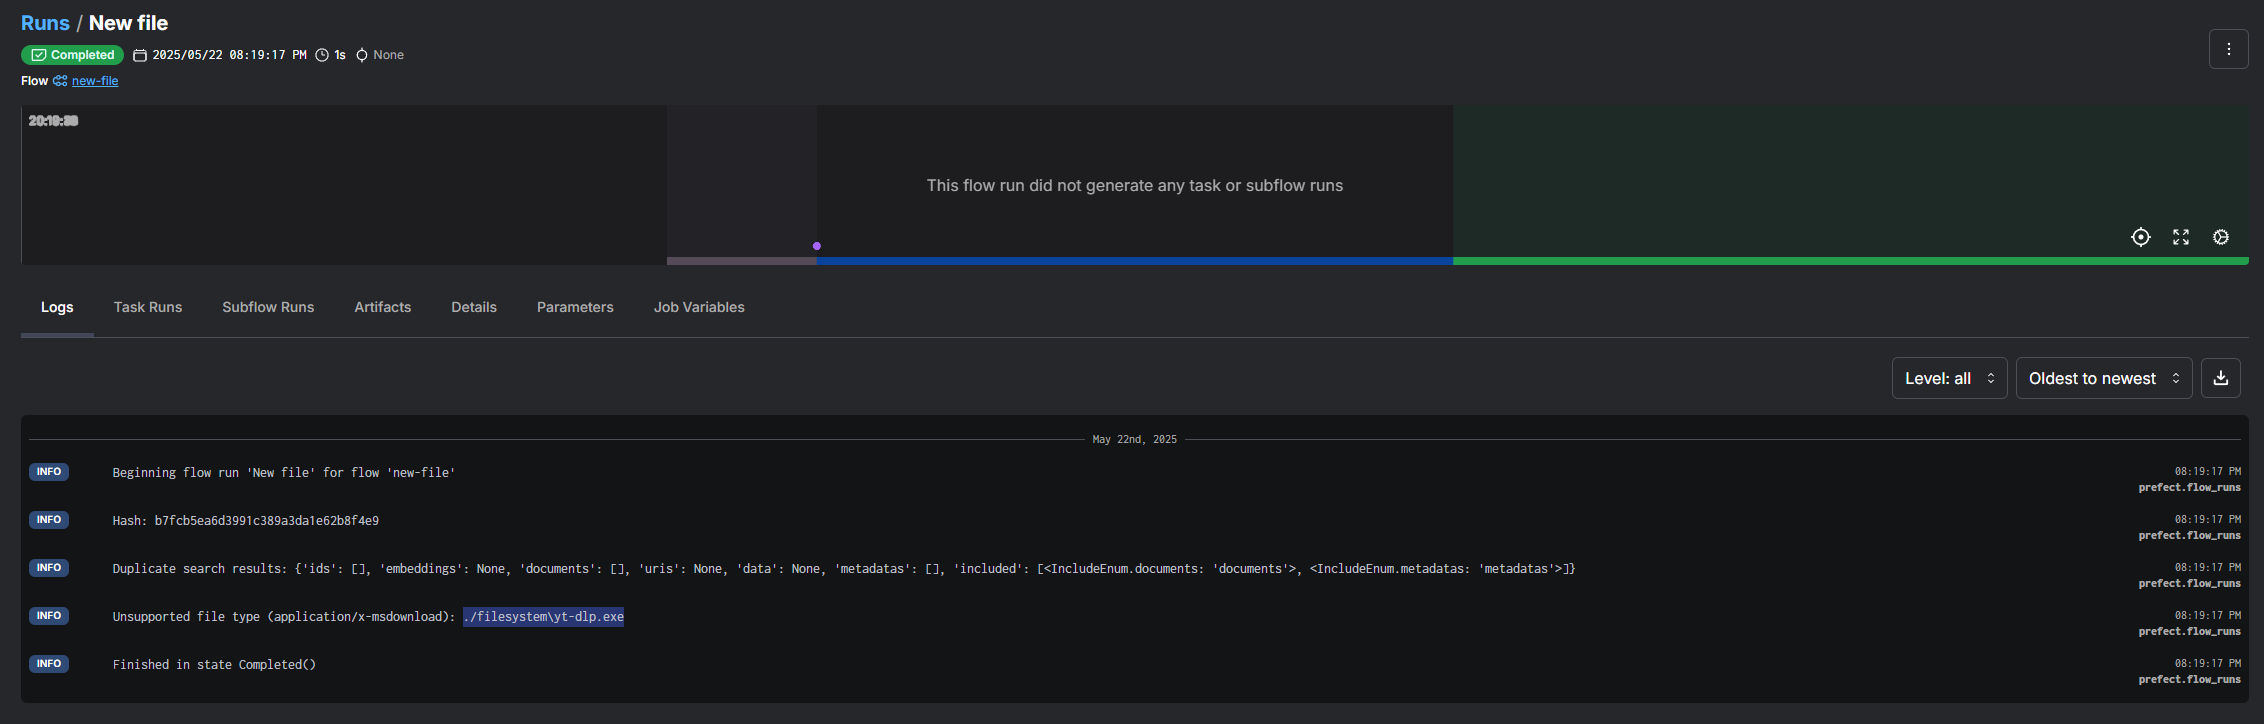 Runs / New file
Completed 2025/05/22 08:19:17 PM 1s None
Flow new-file
This flow run did not generate any task or subflow runs
Logs Task Runs Subflow Runs Artifacts Details Parameters Job Variables
Level: all Oldest to newest
May 22nd, 2025
INFO Beginning flow run 'New file' for flow 'new-file' 08:19:17 PM
prefect.flow_runs
INFO Hash: b7fcb5ea6d3991c389a3da1e62b8f4e9 08:19:17 PM
prefect.flow_runs
INFO Duplicate search results: {'ids': [], 'embeddings': None, 'documents': [], 'uris': None, 'data': None, 'metadatas': [], 'included': [<IncludeEnum.documents: 'documents'>, <IncludeEnum.metadatas: 'metadatas'>]} 08:19:17 PM
prefect.flow_runs
INFO Unsupported file type (application/x-msdownload): ./filesystem\yt-dlp.exe 08:19:17 PM
prefect.flow_runs
INFO Finished in state Completed() 08:19:17 PM
prefect.flow_runs